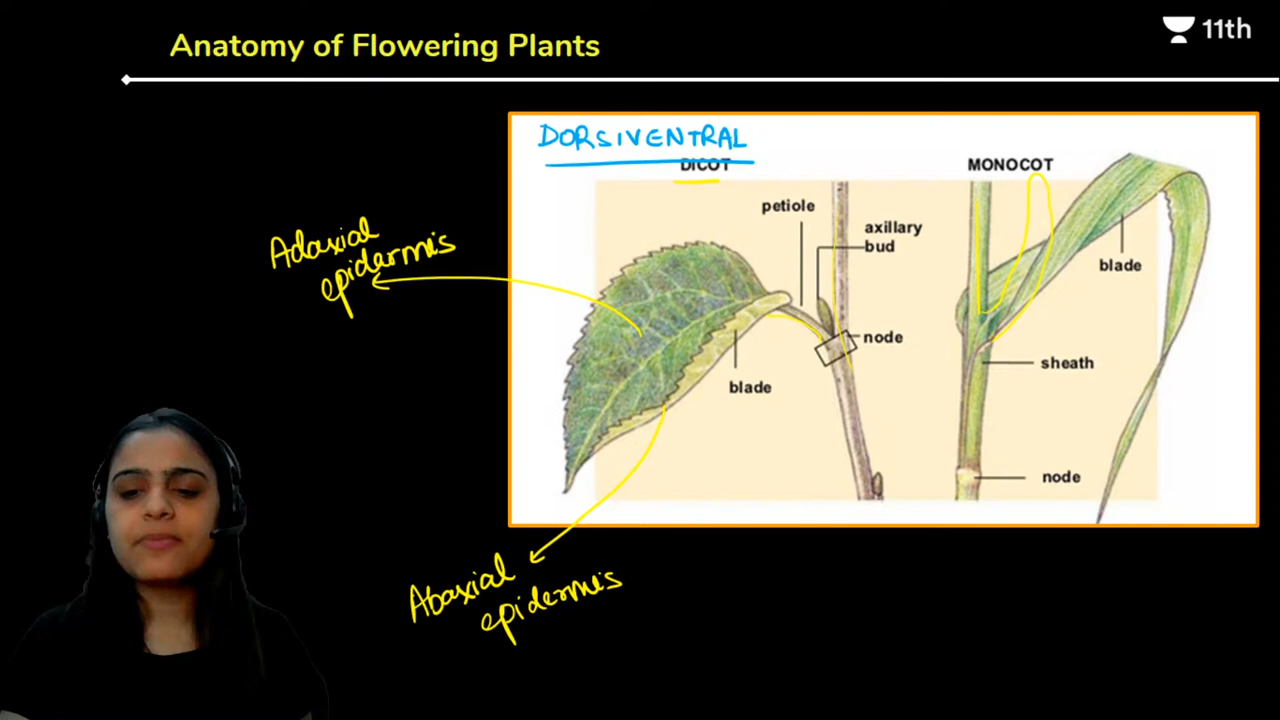 Anatomy of Flowering Plants
11th
DORSIVENTRAL
DICOT
MONOCOT
petiole
axillary
bud
Adaxial
epidermis
blade
node
blade
sheath
node
Abaxial
epidermis